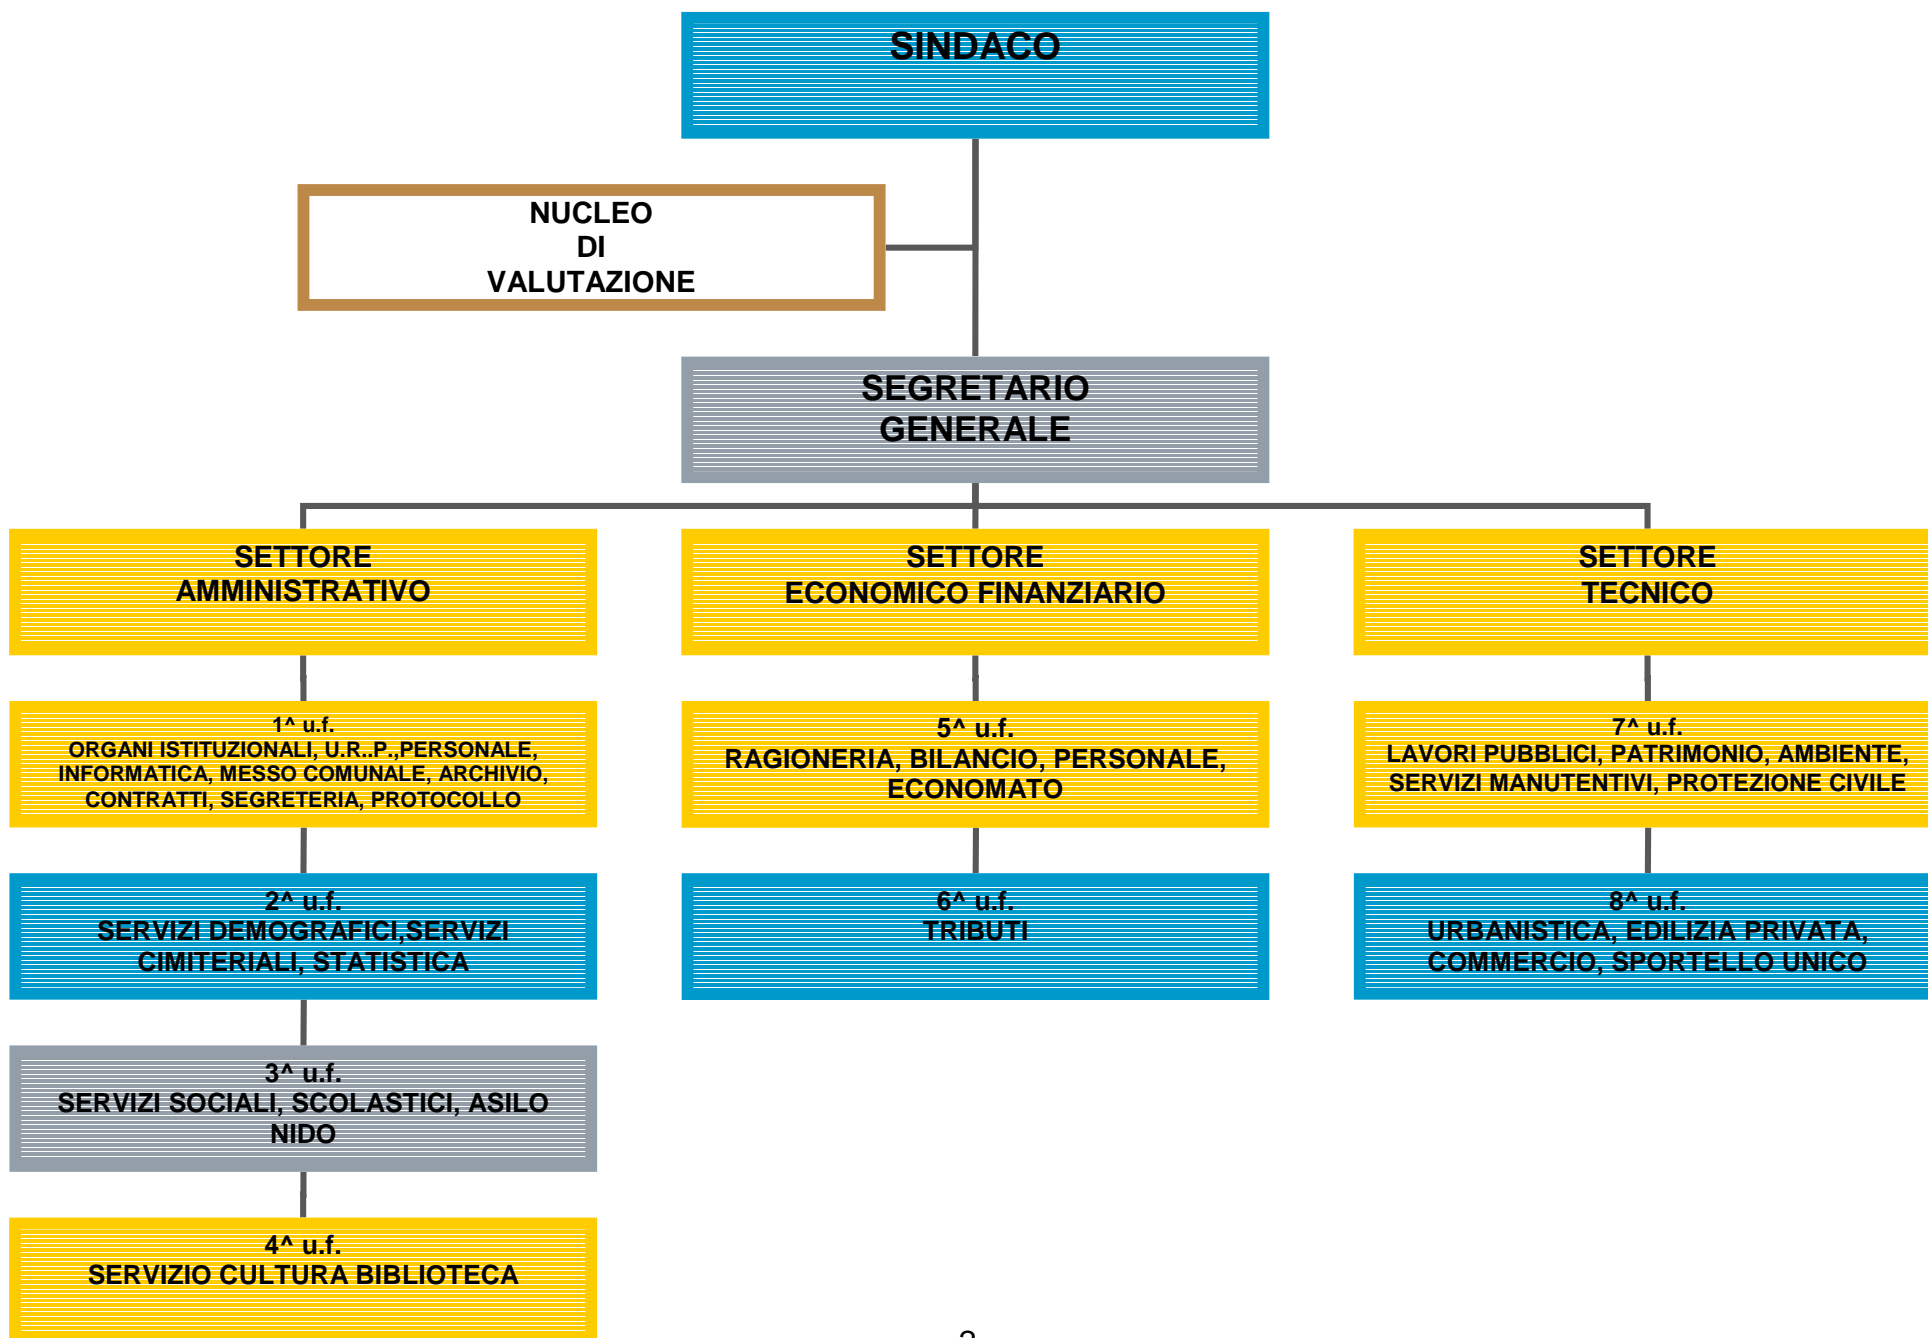 SINDACO
NUCLEO
DI
VALUTAZIONE
SEGRETARIO
GENERALE
SETTORE
AMMINISTRATIVO
SETTORE
ECONOMICO FINANZIARIO
SETTORE
TECNICO
1^ u.f.
ORGANI ISTITUZIONALI, U.R..P.,PERSONALE,
INFORMATICA, MESSO COMUNALE, ARCHIVIO,
CONTRATTI, SEGRETERIA, PROTOCOLLO
5^ u.f.
RAGIONERIA, BILANCIO, PERSONALE,
ECONOMATO
7^ u.f.
LAVORI PUBBLICI, PATRIMONIO, AMBIENTE,
SERVIZI MANUTENTIVI, PROTEZIONE CIVILE
2^ u.f.
SERVIZI DEMOGRAFICI,SERVIZI
CIMITERIALI, STATISTICA
6^ u.f.
TRIBUTI
8^ u.f.
URBANISTICA, EDILIZIA PRIVATA,
COMMERCIO, SPORTELLO UNICO
3^ u.f.
SERVIZI SOCIALI, SCOLASTICI, ASILO
NIDO
4^ u.f.
SERVIZIO CULTURA BIBLIOTECA